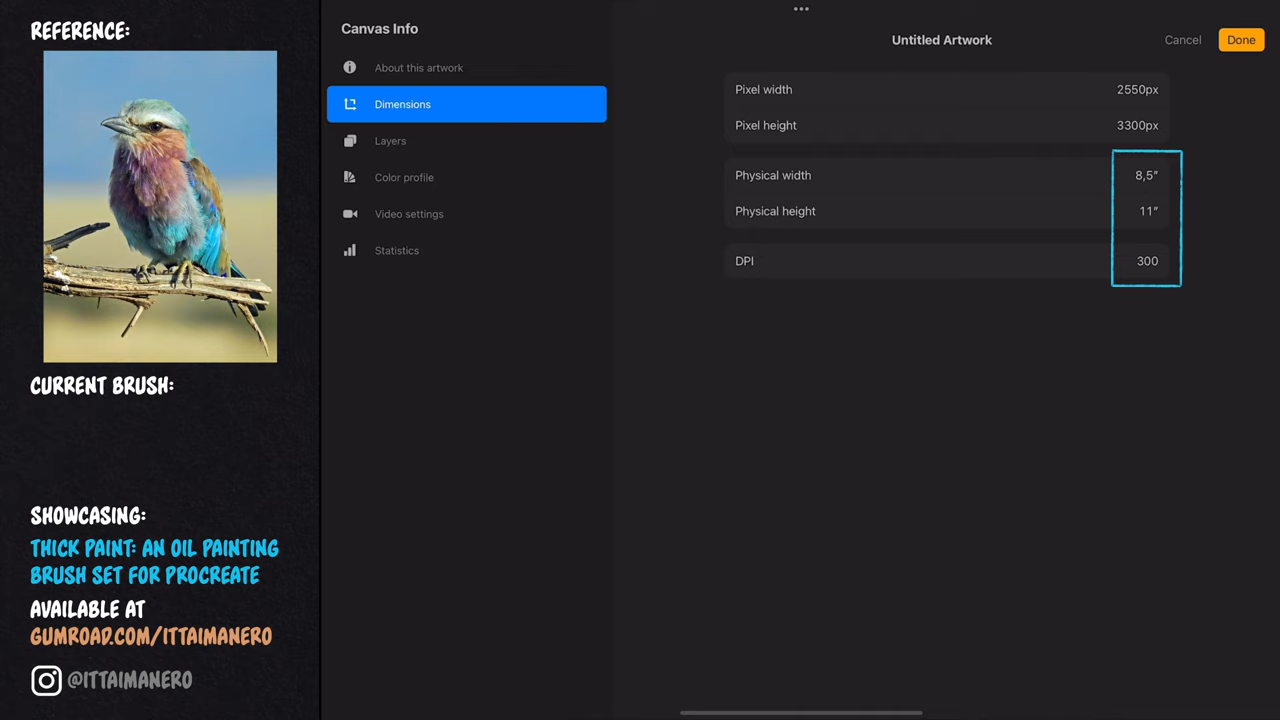 REFERENCE:
CURRENT BRUSH:
SHOWCASING:
THICK PAINT: AN OIL PAINTING
BRUSH SET FOR PROCREATE
AVAILABLE AT
GUMROAD.COM/ITTAIMANERO
@ITTAIMANERO
Canvas Info
About this artwork
Dimensions
Layers
Color profile
Video settings
Statistics
Untitled Artwork
Cancel
Done
Pixel width 2550px
Pixel height 3300px
Physical width 8,5"
Physical height 11"
DPI 300